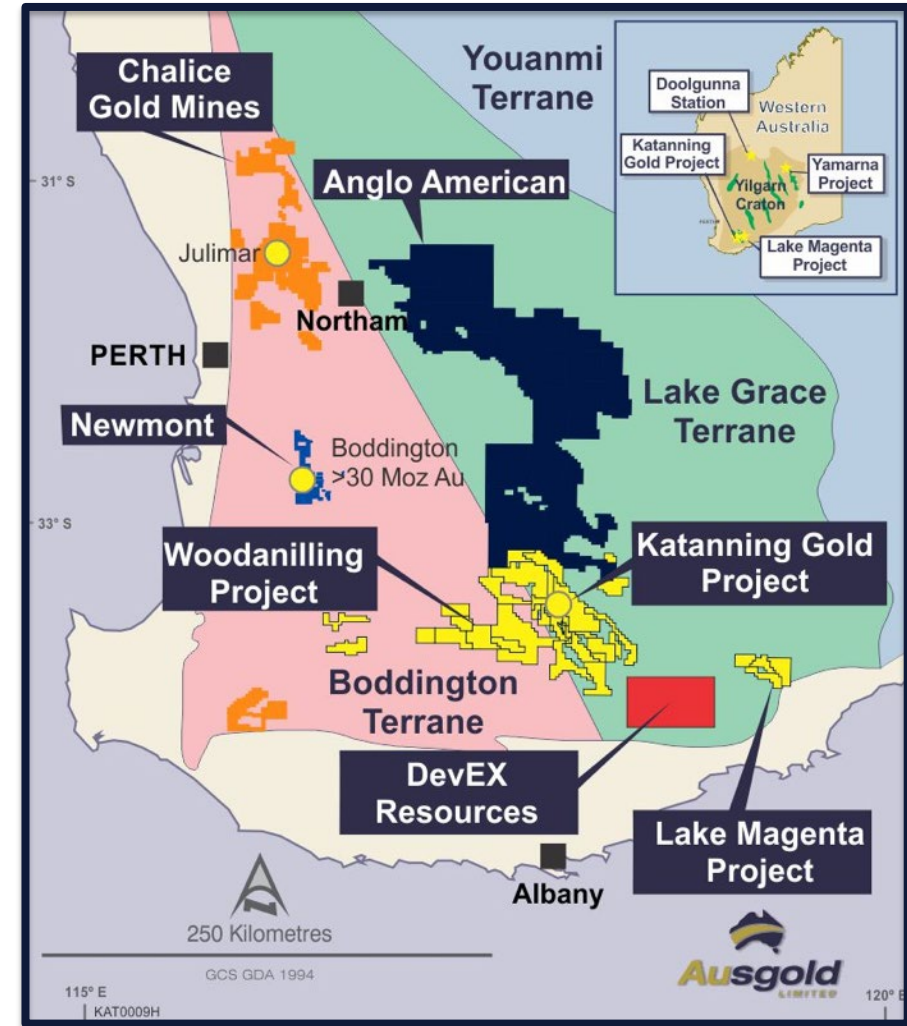 Chalice
Gold Mines
Youanmi
Terrane
Doolgunna
Station
Western
Australia
Katanning
Gold Project
Yamarna
Project
Yilgarn
Craton
PERTH
Lake Magenta
Project
31° S
Anglo American
Julimar
Northam
PERTH
Lake Grace
Terrane
Newmont
Boddington
>30 Moz Au
33° S
Woodanilling
Project
Katanning Gold
Project
Boddington
Terrane
DevEX
Resources
Lake Magenta
Project
Albany
250 Kilometres
GCS GDA 1994
Ausgold
LIMITED
115° E
KAT0009H
120° E